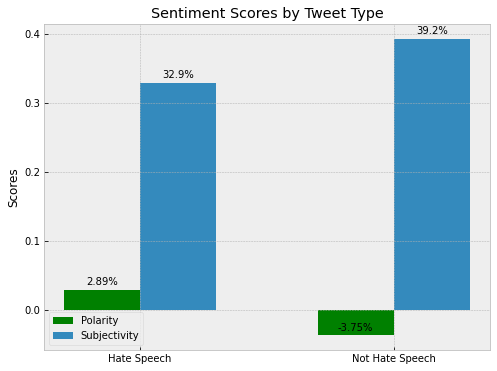 Sentiment Scores by Tweet Type
0.4
0.3
0.2
0.1
0.0
Scores
2.89%
32.9%
-3.75%
39.2%
Polarity
Subjectivity
Hate Speech
Not Hate Speech